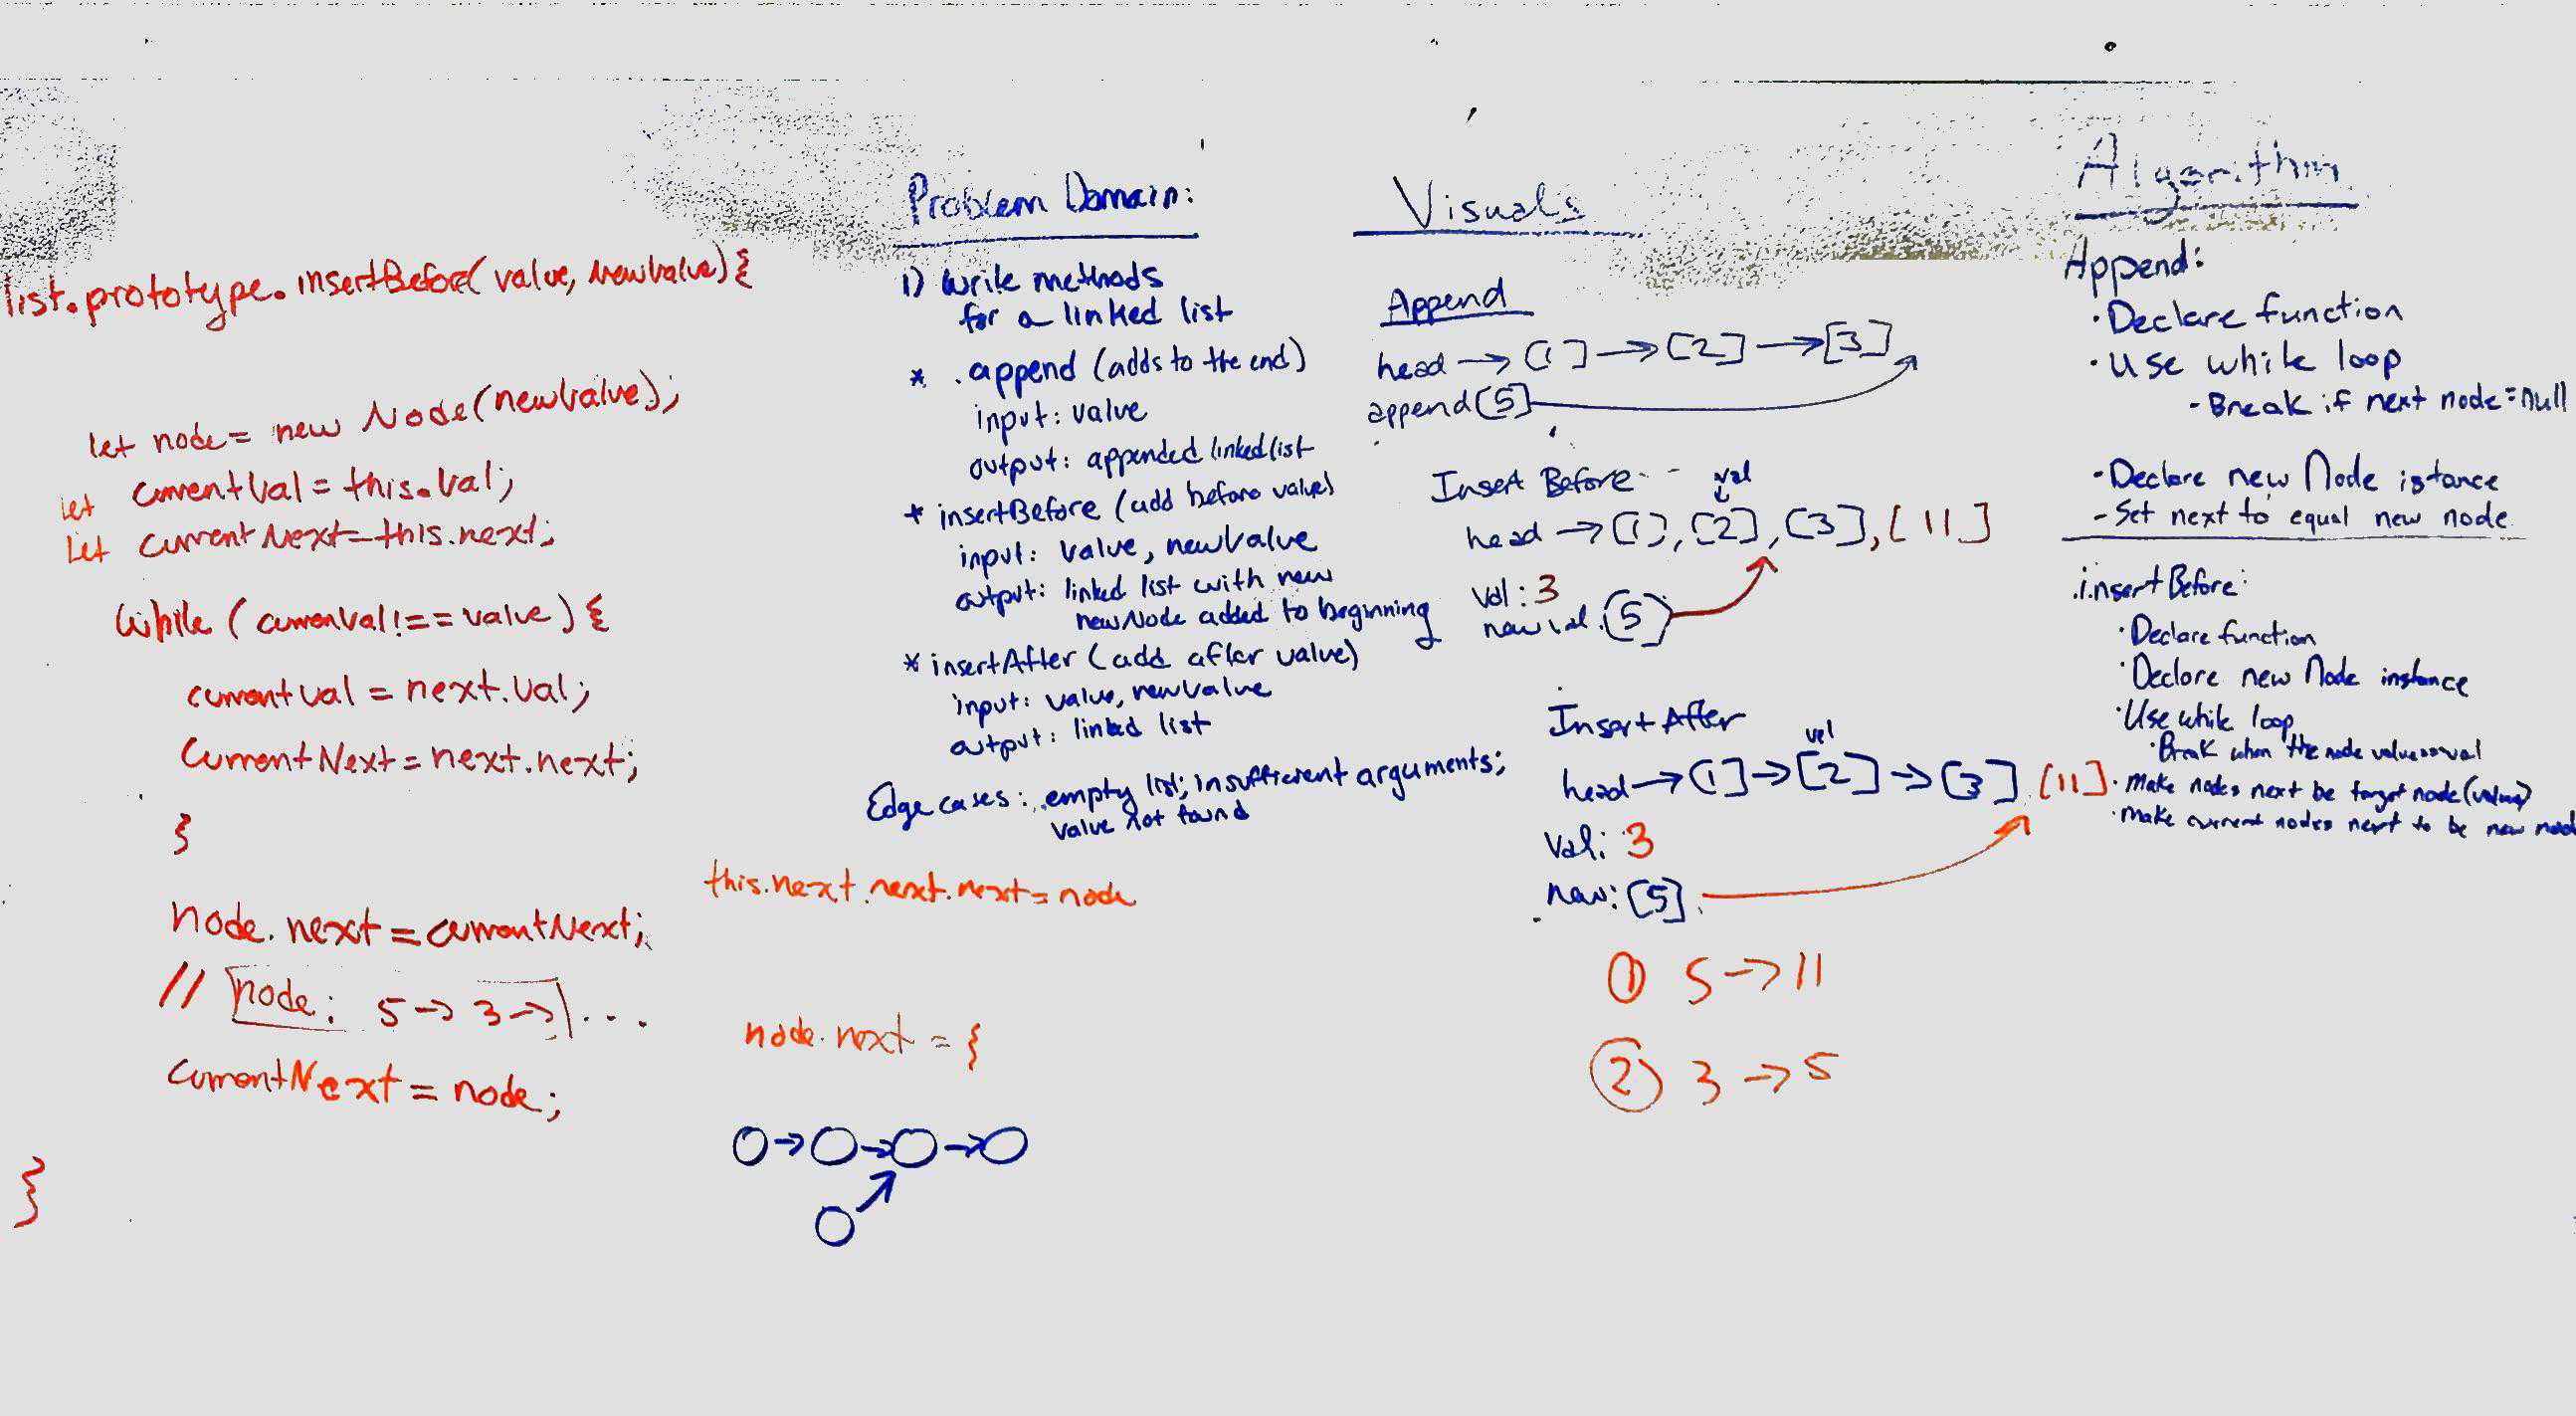 list.prototype.insertBefore(value, newValue){
let node = new Node(newValue);
let currentVal = this.val;
let currentNext = this.next;
while (currenVal !== value) {
currentval = next.val;
currentNext = next.next;
}
node.next = currentNext;
// node: 5 -> 3 -> ...
currentNext = node;
}
this.next.next.next = node
node.next = {
Problem Domain:
1) Write methods
for a linked list
* .append (adds to the end)
input: value
output: appended linked list
* insertBefore (add before value)
input: value, newValue
output: linked list with new
newNode added to beginning
* insertAfter (add after value)
input: value, newValue
output: linked list
Edge cases: empty list; insufficient arguments;
value not found
Visuals
Append
head -> [1] -> [2] -> [3]
append [5]
Insert Before
val
head -> [1], [2], [3], [11]
val: 3
new val. [5]
Insert After
val
head -> [1] -> [2] -> [3] [11]
val: 3
new: [5]
① 5 -> 11
② 3 -> 5
Algorithm
Append:
· Declare function
· Use while loop
- Break if next node = null
- Declare new Node istance
- Set next to equal new node
.insertBefore:
· Declare function
· Declare new Node instance
· Use while loop
· Break when the node value == val
· Make nodes next be target node (value)
· Make current nodes next to be new node